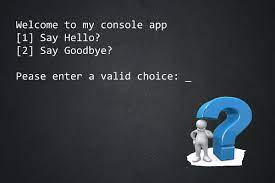 Welcome to my console app
[1] Say Hello?
[2] Say Goodbye?
Pease enter a valid choice: _